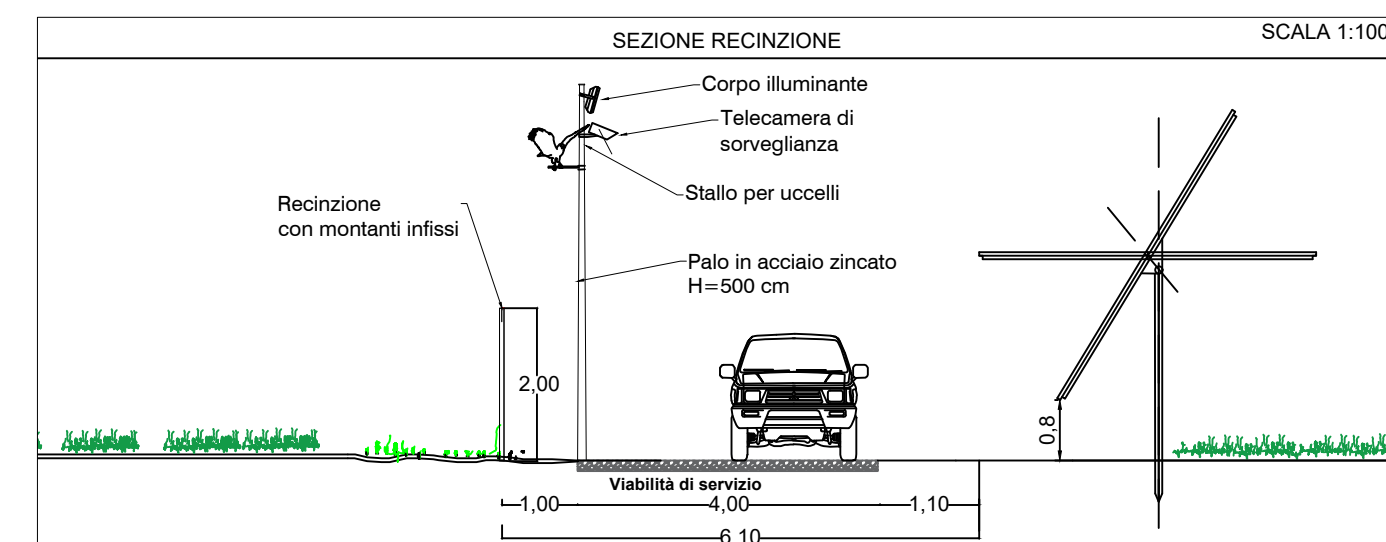 SEZIONE RECINZIONE
SCALA 1:100
Corpo illuminante
Telecamera di
sorveglianza
Stallo per uccelli
Recinzione
con montanti infissi
Palo in acciaio zincato
H=500 cm
2,00
0,8
Viabilità di servizio
1,00
4,00
1,10
6,10